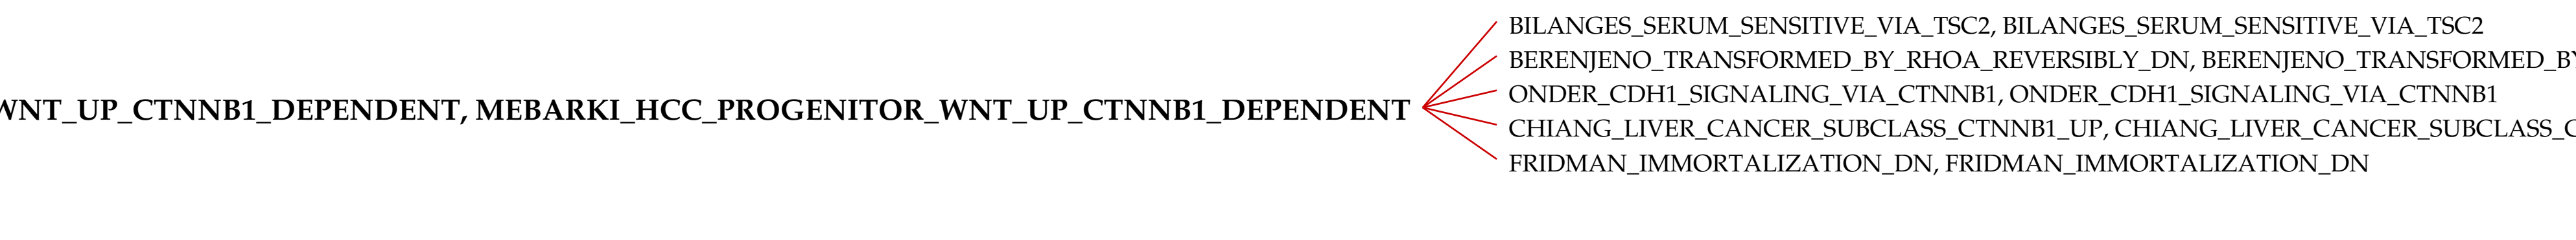 WNT_UP_CTNNB1_DEPENDENT, MEBARKI_HCC_PROGENITOR_WNT_UP_CTNNB1_DEPENDENT
BILANGES_SERUM_SENSITIVE_VIA_TSC2, BILANGES_SERUM_SENSITIVE_VIA_TSC2
BERENJENO_TRANSFORMED_BY_RHOA_REVERSIBLY_DN, BERENJENO_TRANSFORMED_BY
ONDER_CDH1_SIGNALING_VIA_CTNNB1, ONDER_CDH1_SIGNALING_VIA_CTNNB1
CHIANG_LIVER_CANCER_SUBCLASS_CTNNB1_UP, CHIANG_LIVER_CANCER_SUBCLASS_C
FRIDMAN_IMMORTALIZATION_DN, FRIDMAN_IMMORTALIZATION_DN